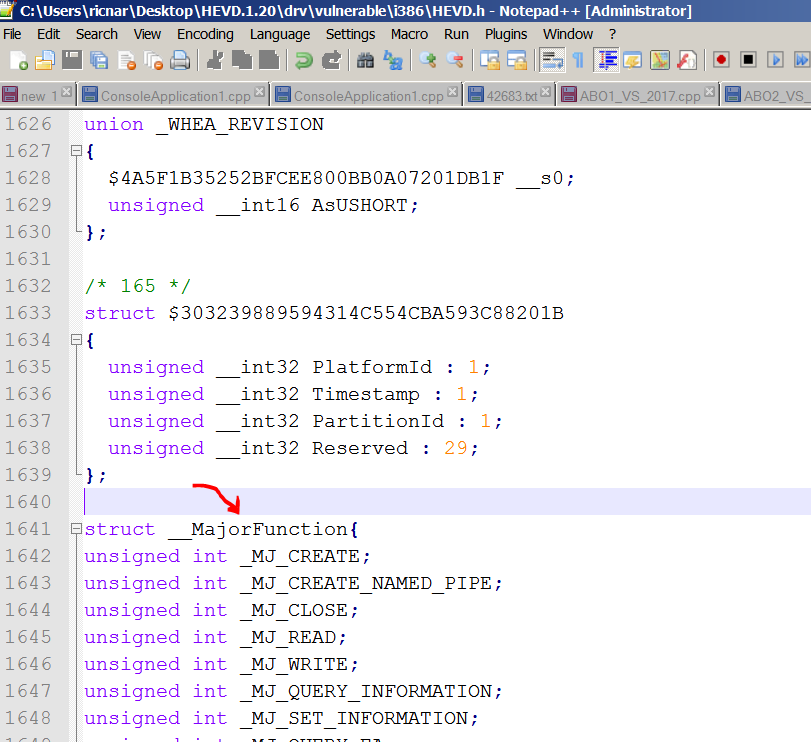 C:\Users\ricnar\Desktop\HEVD.1.20\drv\vulnerable\i386\HEVD.h - Notepad++ [Administrator]
File Edit Search View Encoding Language Settings Macro Run Plugins Window ?
new 1 ConsoleApplication1.cpp ConsoleApplication1.cpp 42683.txt ABO1_VS_2017.cpp ABO2_VS_
1626 union _WHEA_REVISION
1627 {
1628 $4A5F1B35252BFCEE800BB0A07201DB1F __s0;
1629 unsigned __int16 AsUSHORT;
1630 };
1631
1632 /* 165 */
1633 struct $303239889594314C554CBA593C88201B
1634 {
1635 unsigned __int32 PlatformId : 1;
1636 unsigned __int32 Timestamp : 1;
1637 unsigned __int32 PartitionId : 1;
1638 unsigned __int32 Reserved : 29;
1639 };
1640
1641 struct __MajorFunction{
1642 unsigned int _MJ_CREATE;
1643 unsigned int _MJ_CREATE_NAMED_PIPE;
1644 unsigned int _MJ_CLOSE;
1645 unsigned int _MJ_READ;
1646 unsigned int _MJ_WRITE;
1647 unsigned int _MJ_QUERY_INFORMATION;
1648 unsigned int _MJ_SET_INFORMATION;